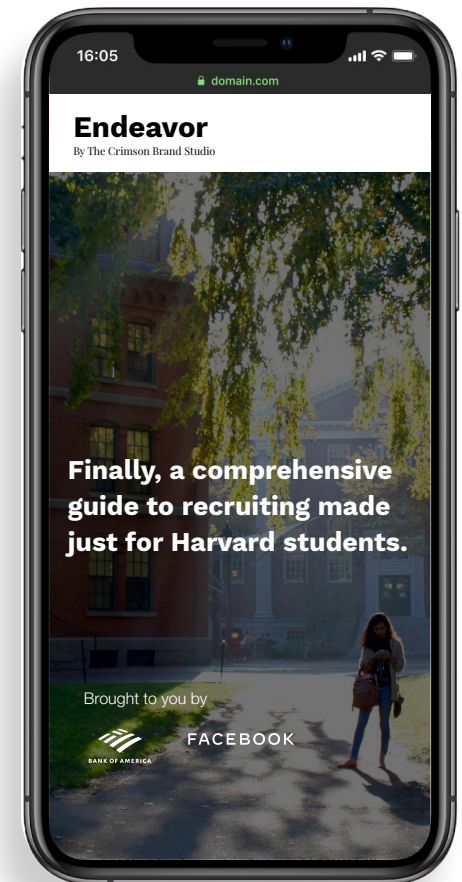 16:05
domain.com
Endeavor
By The Crimson Brand Studio
Finally, a comprehensive
guide to recruiting made
just for Harvard students.
Brought to you by
BANK OF AMERICA
FACEBOOK